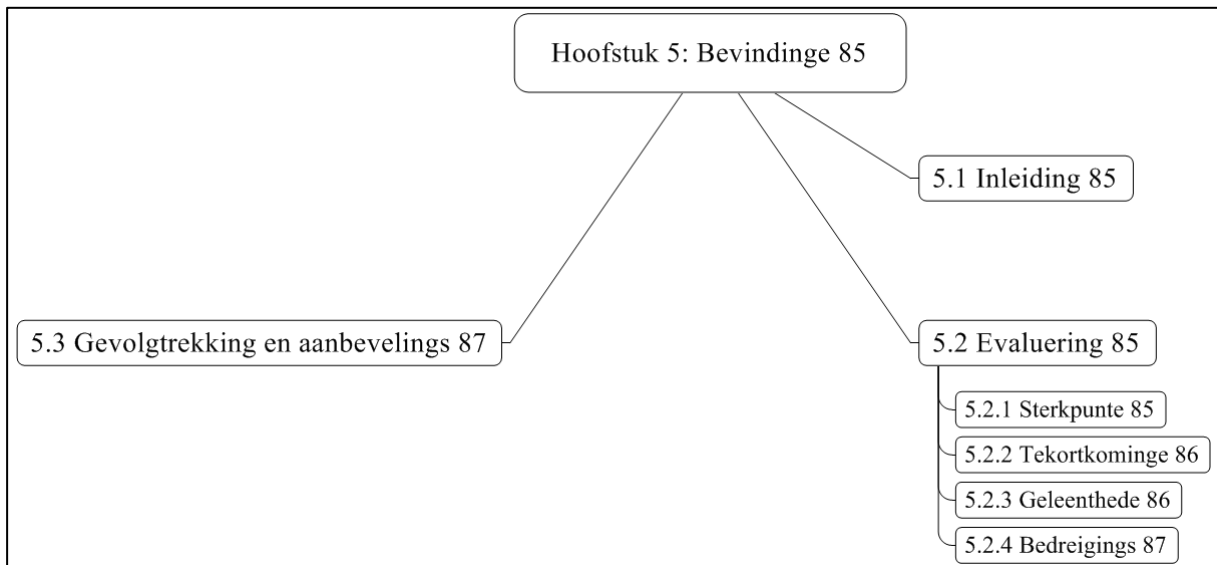 Hoofstuk 5: Bevindinge 85
5.1 Inleiding 85
5.2 Evaluering 85
5.2.1 Sterkpunte 85
5.2.2 Tekortkominge 86
5.2.3 Geleenthede 86
5.2.4 Bedreigings 87
5.3 Gevolgtrekking en aanbevelings 87